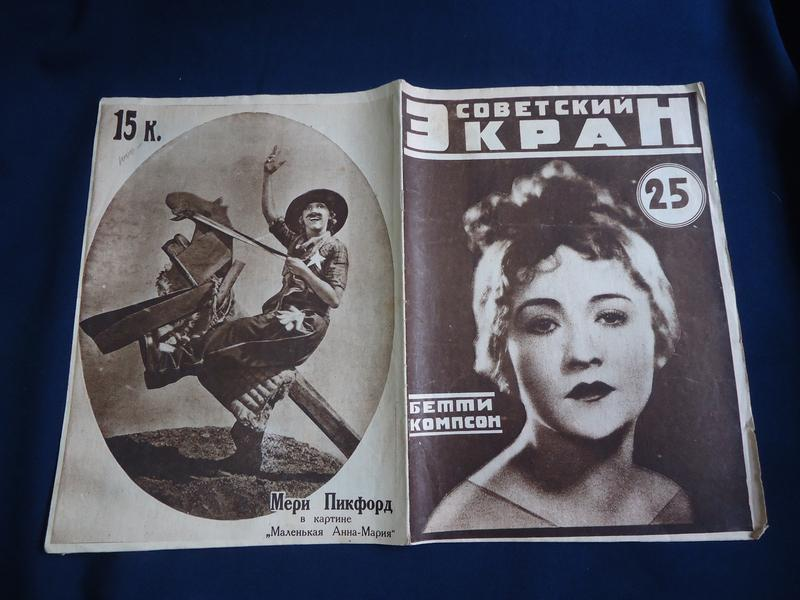 15 к.
Мери Пикфорд
в картине
„Маленькая Анна-Мария“
СОВЕТСКИЙ
ЭКРАН
25
БЕТТИ
КОМПСОН